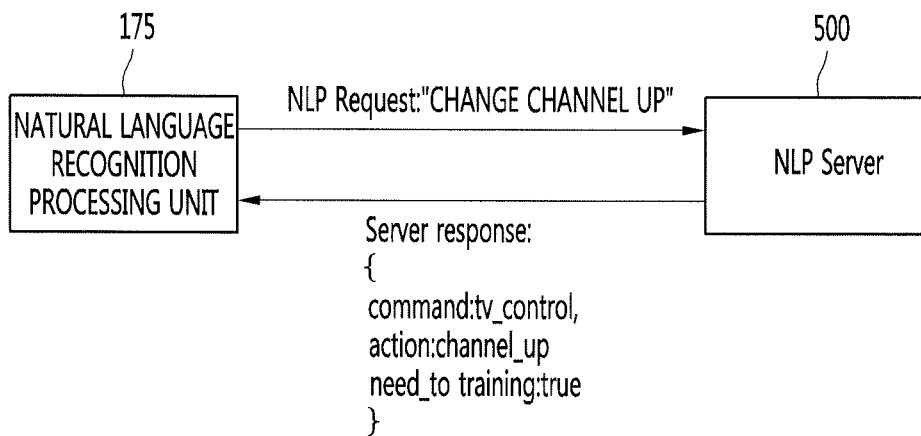 175
500
NATURAL LANGUAGE
RECOGNITION
PROCESSING UNIT
NLP Request:"CHANGE CHANNEL UP"
NLP Server
Server response:
{
command:tv_control,
action:channel_up
need_to training:true
}